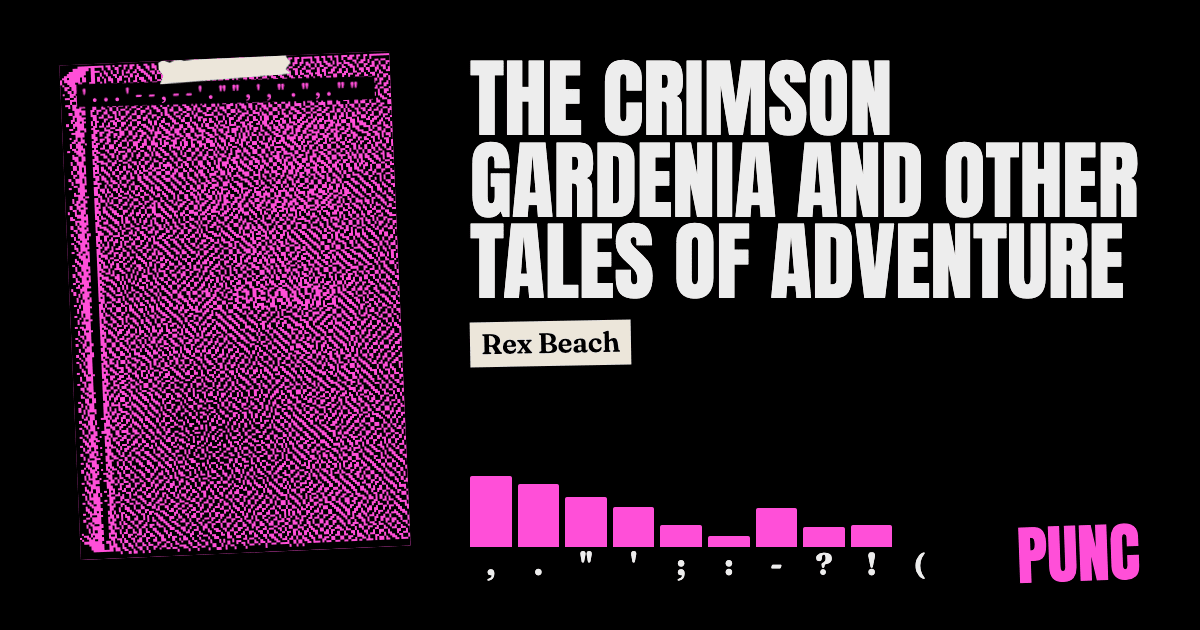 '...'--,--'."",',".",.""
THE CRIMSON
GARDENIA AND OTHER
TALES OF ADVENTURE
Rex Beach
, . " ' ; : - ? ! (
PUNC